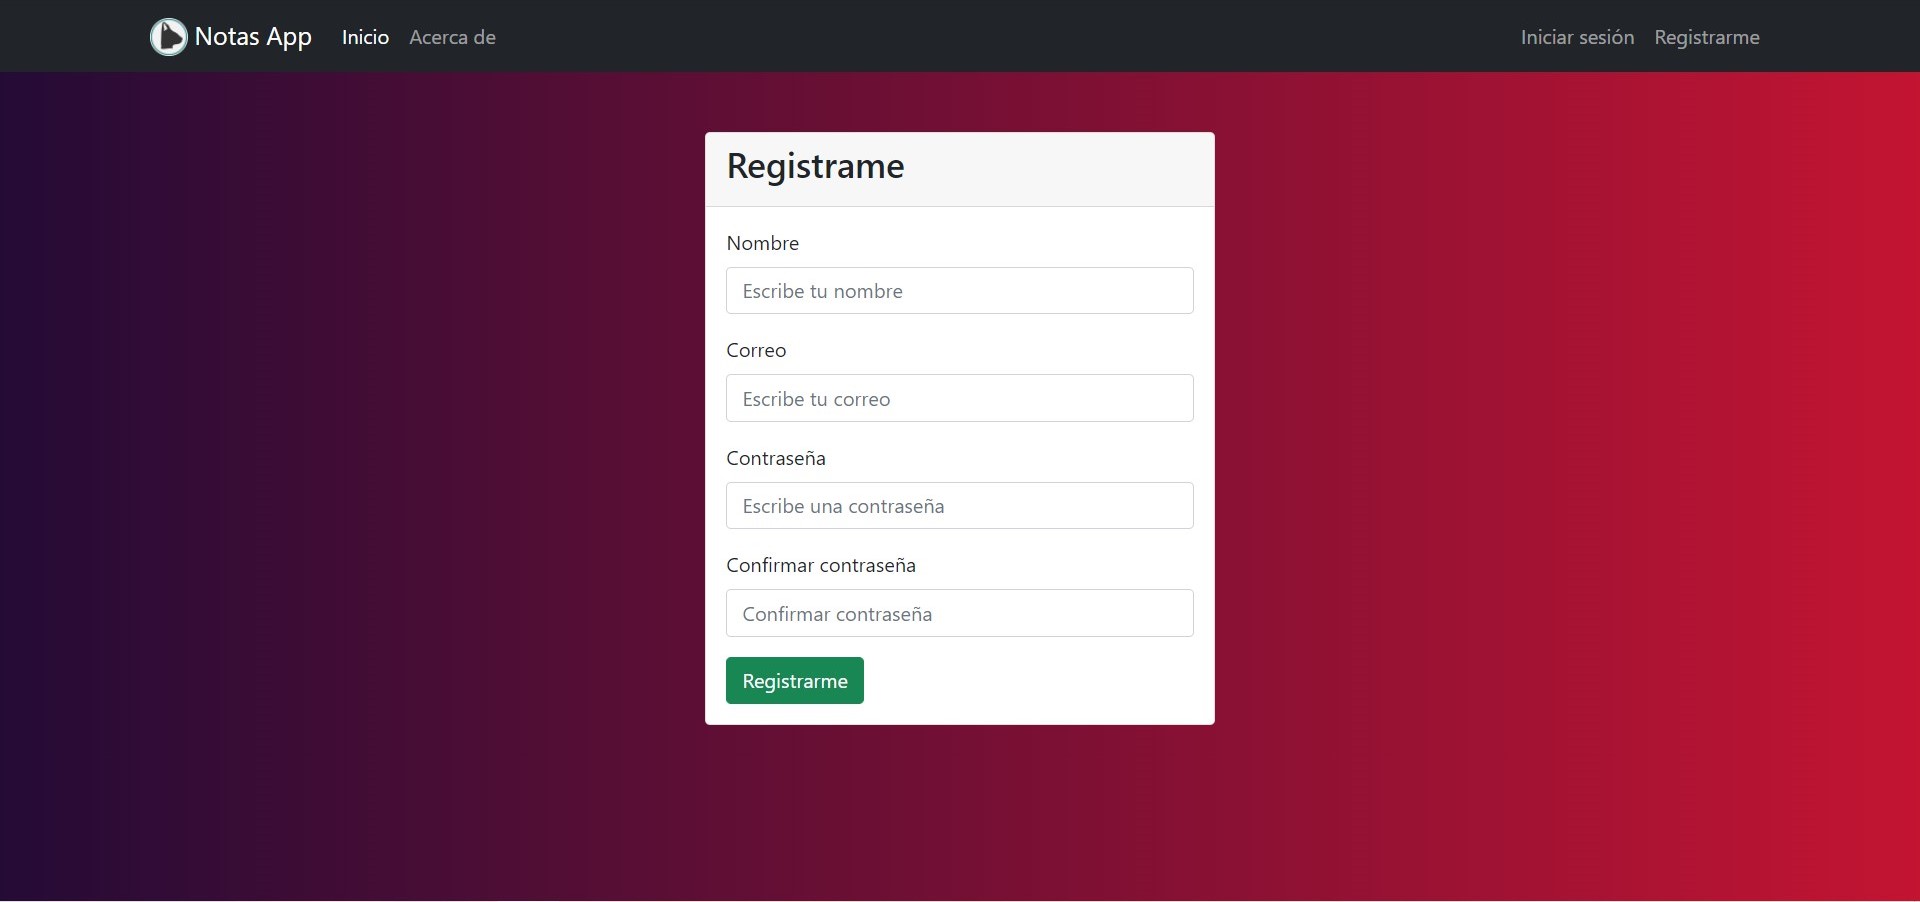 Notas App Inicio Acerca de Iniciar sesión Registrarme
Registrame
Nombre
Escribe tu nombre
Correo
Escribe tu correo
Contraseña
Escribe una contraseña
Confirmar contraseña
Confirmar contraseña
Registrarme